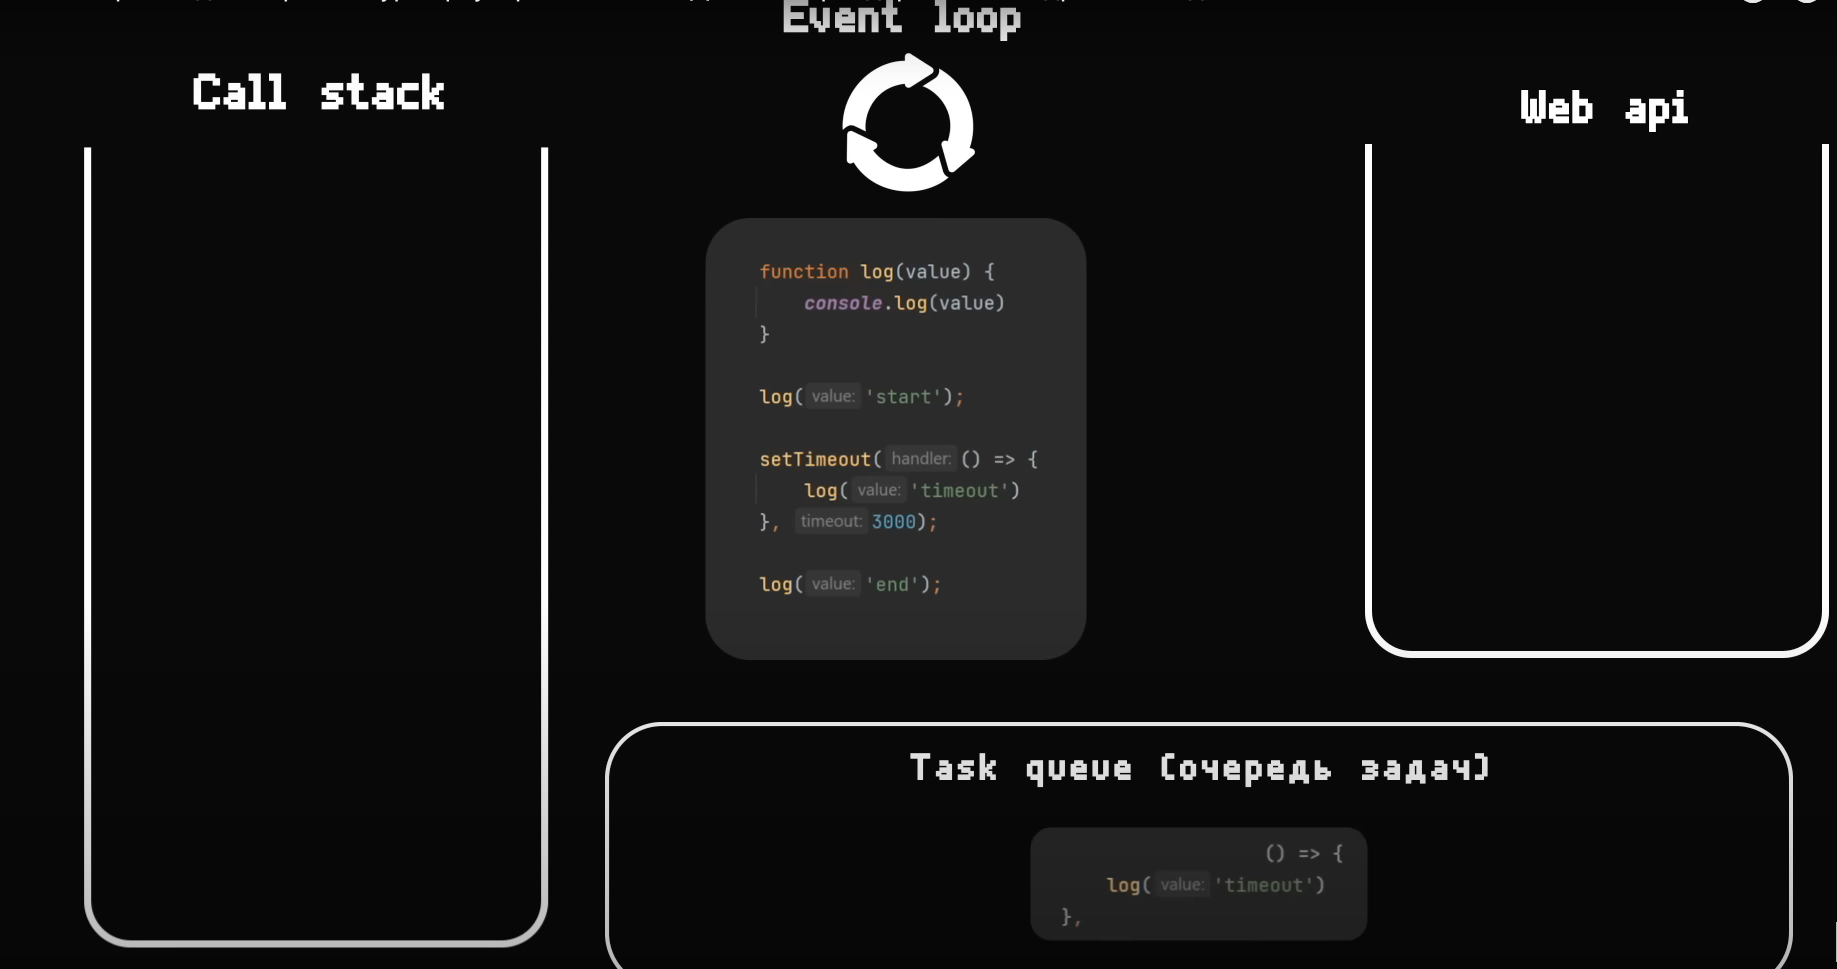 Event loop
Call stack
Web api
function log(value) {
console.log(value)
}
log( value: 'start');
setTimeout( handler: () => {
log( value: 'timeout')
}, timeout: 3000);
log( value: 'end');
Task queue (очередь задач)
() => {
log( value: 'timeout')
},